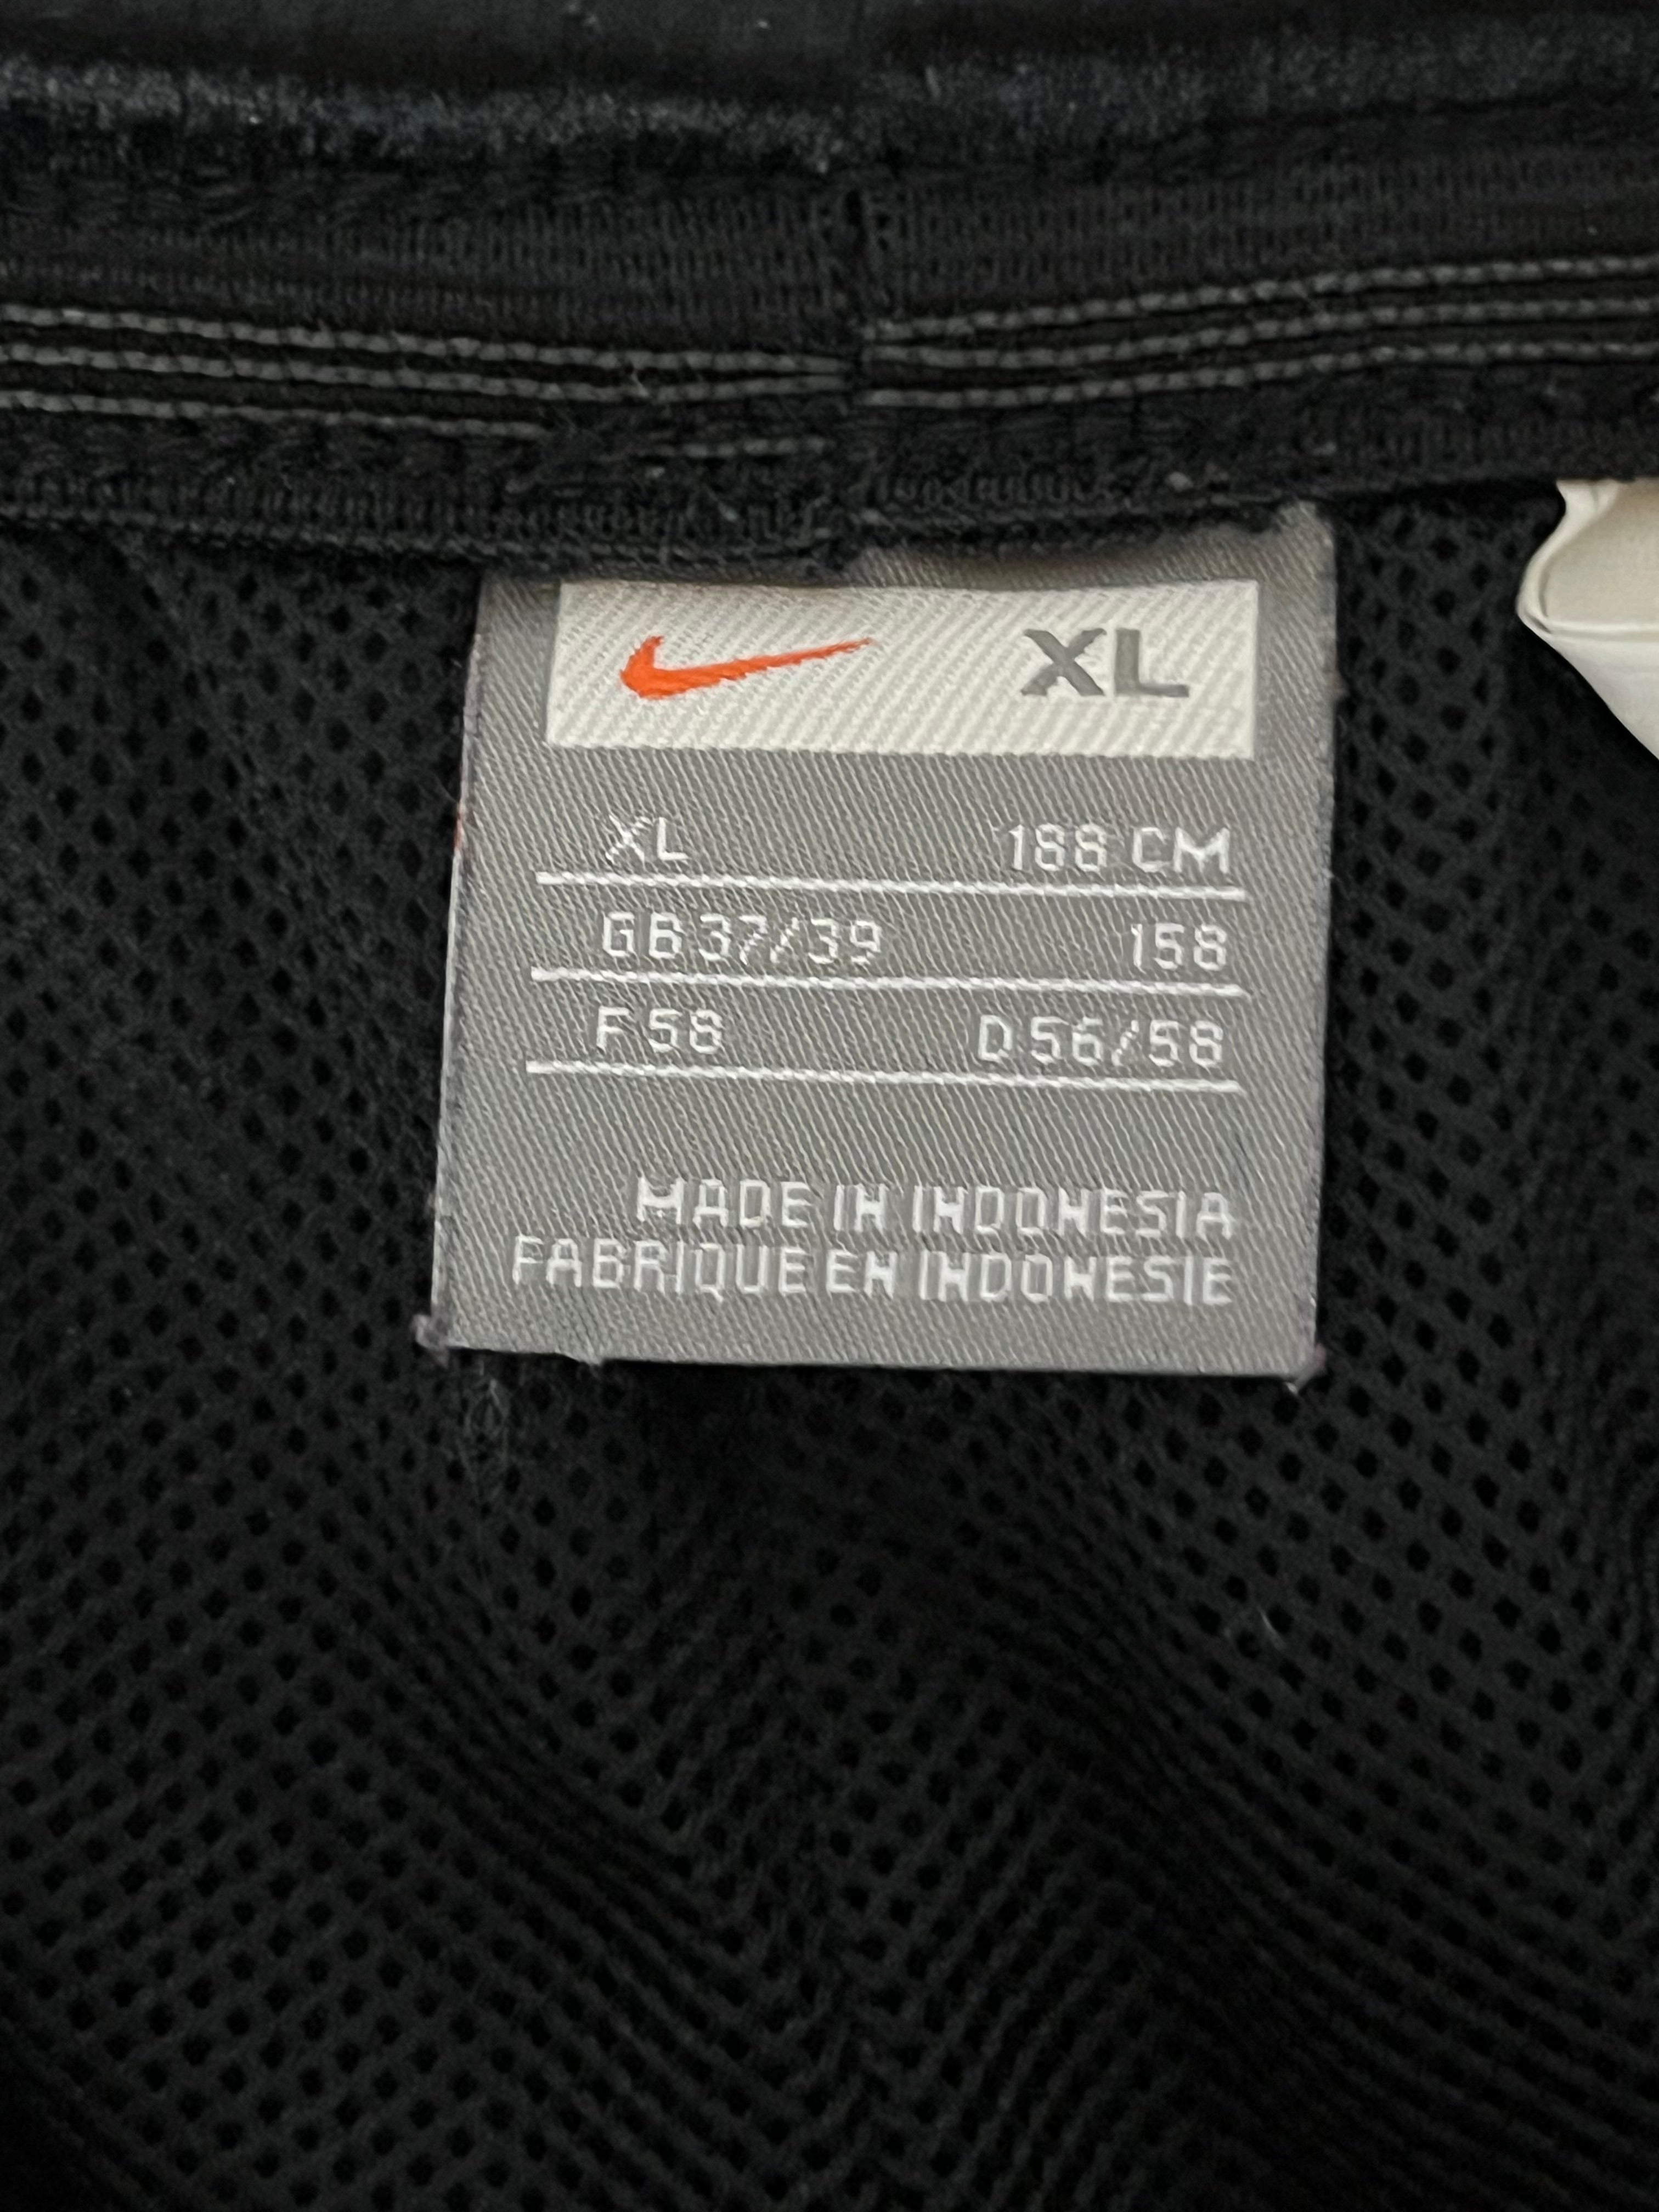 XL
XL 188 CM
GB 37/39 158
F 58 D 56/58
MADE IN INDONESIA
FABRIQUE EN INDONESIE